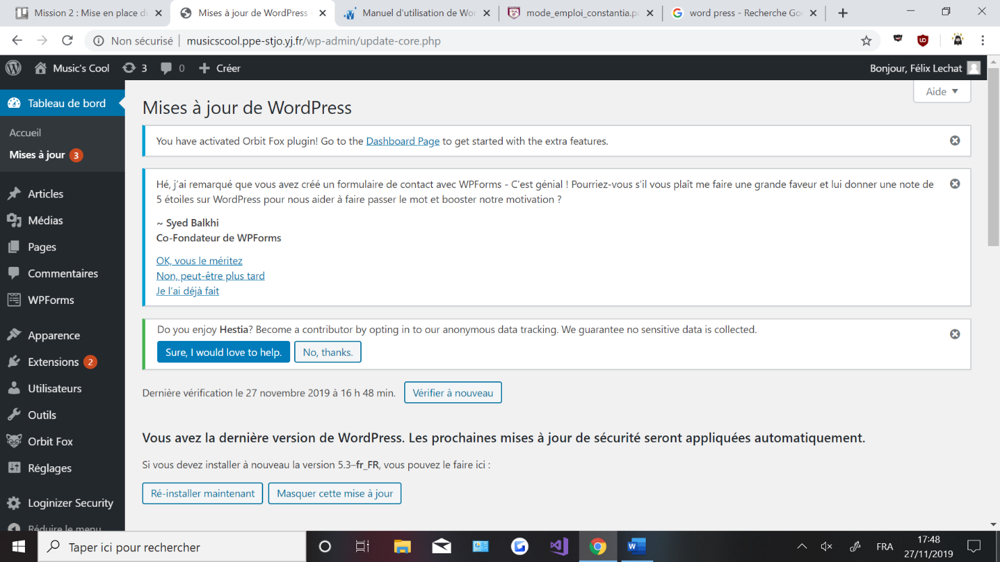 Mission 2 : Mise en place du
Mises à jour de WordPress
Manuel d'utilisation de Wor
mode_emploi_constantia.pd
word press - Recherche Goo
Non sécurisé | musicscool.ppe-stjo.yj.fr/wp-admin/update-core.php
Music's Cool 3 0 Créer
Bonjour, Félix Lechat
Aide
Tableau de bord
Accueil
Mises à jour 3
Articles
Médias
Pages
Commentaires
WPForms
Apparence
Extensions 2
Utilisateurs
Outils
Orbit Fox
Réglages
Loginizer Security
Réduire le menu
Mises à jour de WordPress
You have activated Orbit Fox plugin! Go to the Dashboard Page to get started with the extra features.
Hé, j'ai remarqué que vous avez créé un formulaire de contact avec WPForms - C'est génial ! Pourriez-vous s'il vous plaît me faire une grande faveur et lui donner une note de
5 étoiles sur WordPress pour nous aider à faire passer le mot et booster notre motivation ?
~ Syed Balkhi
Co-Fondateur de WPForms
OK, vous le méritez
Non, peut-être plus tard
Je l'ai déjà fait
Do you enjoy Hestia? Become a contributor by opting in to our anonymous data tracking. We guarantee no sensitive data is collected.
Sure, I would love to help. No, thanks.
Dernière vérification le 27 novembre 2019 à 16 h 48 min. Vérifier à nouveau
Vous avez la dernière version de WordPress. Les prochaines mises à jour de sécurité seront appliquées automatiquement.
Si vous devez installer à nouveau la version 5.3–fr_FR, vous pouvez le faire ici :
Ré-installer maintenant Masquer cette mise à jour
Taper ici pour rechercher
FRA
17:48
27/11/2019